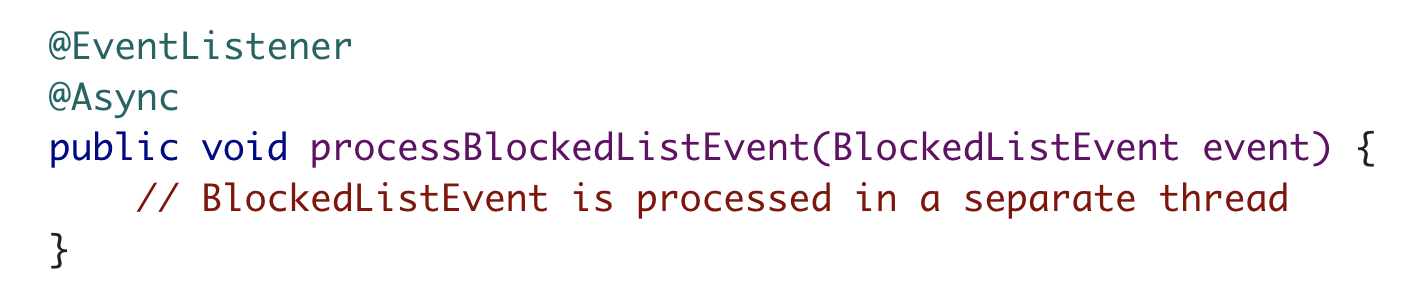 @EventListener
@Async
public void processBlockedListEvent(BlockedListEvent event) {
    // BlockedListEvent is processed in a separate thread
}